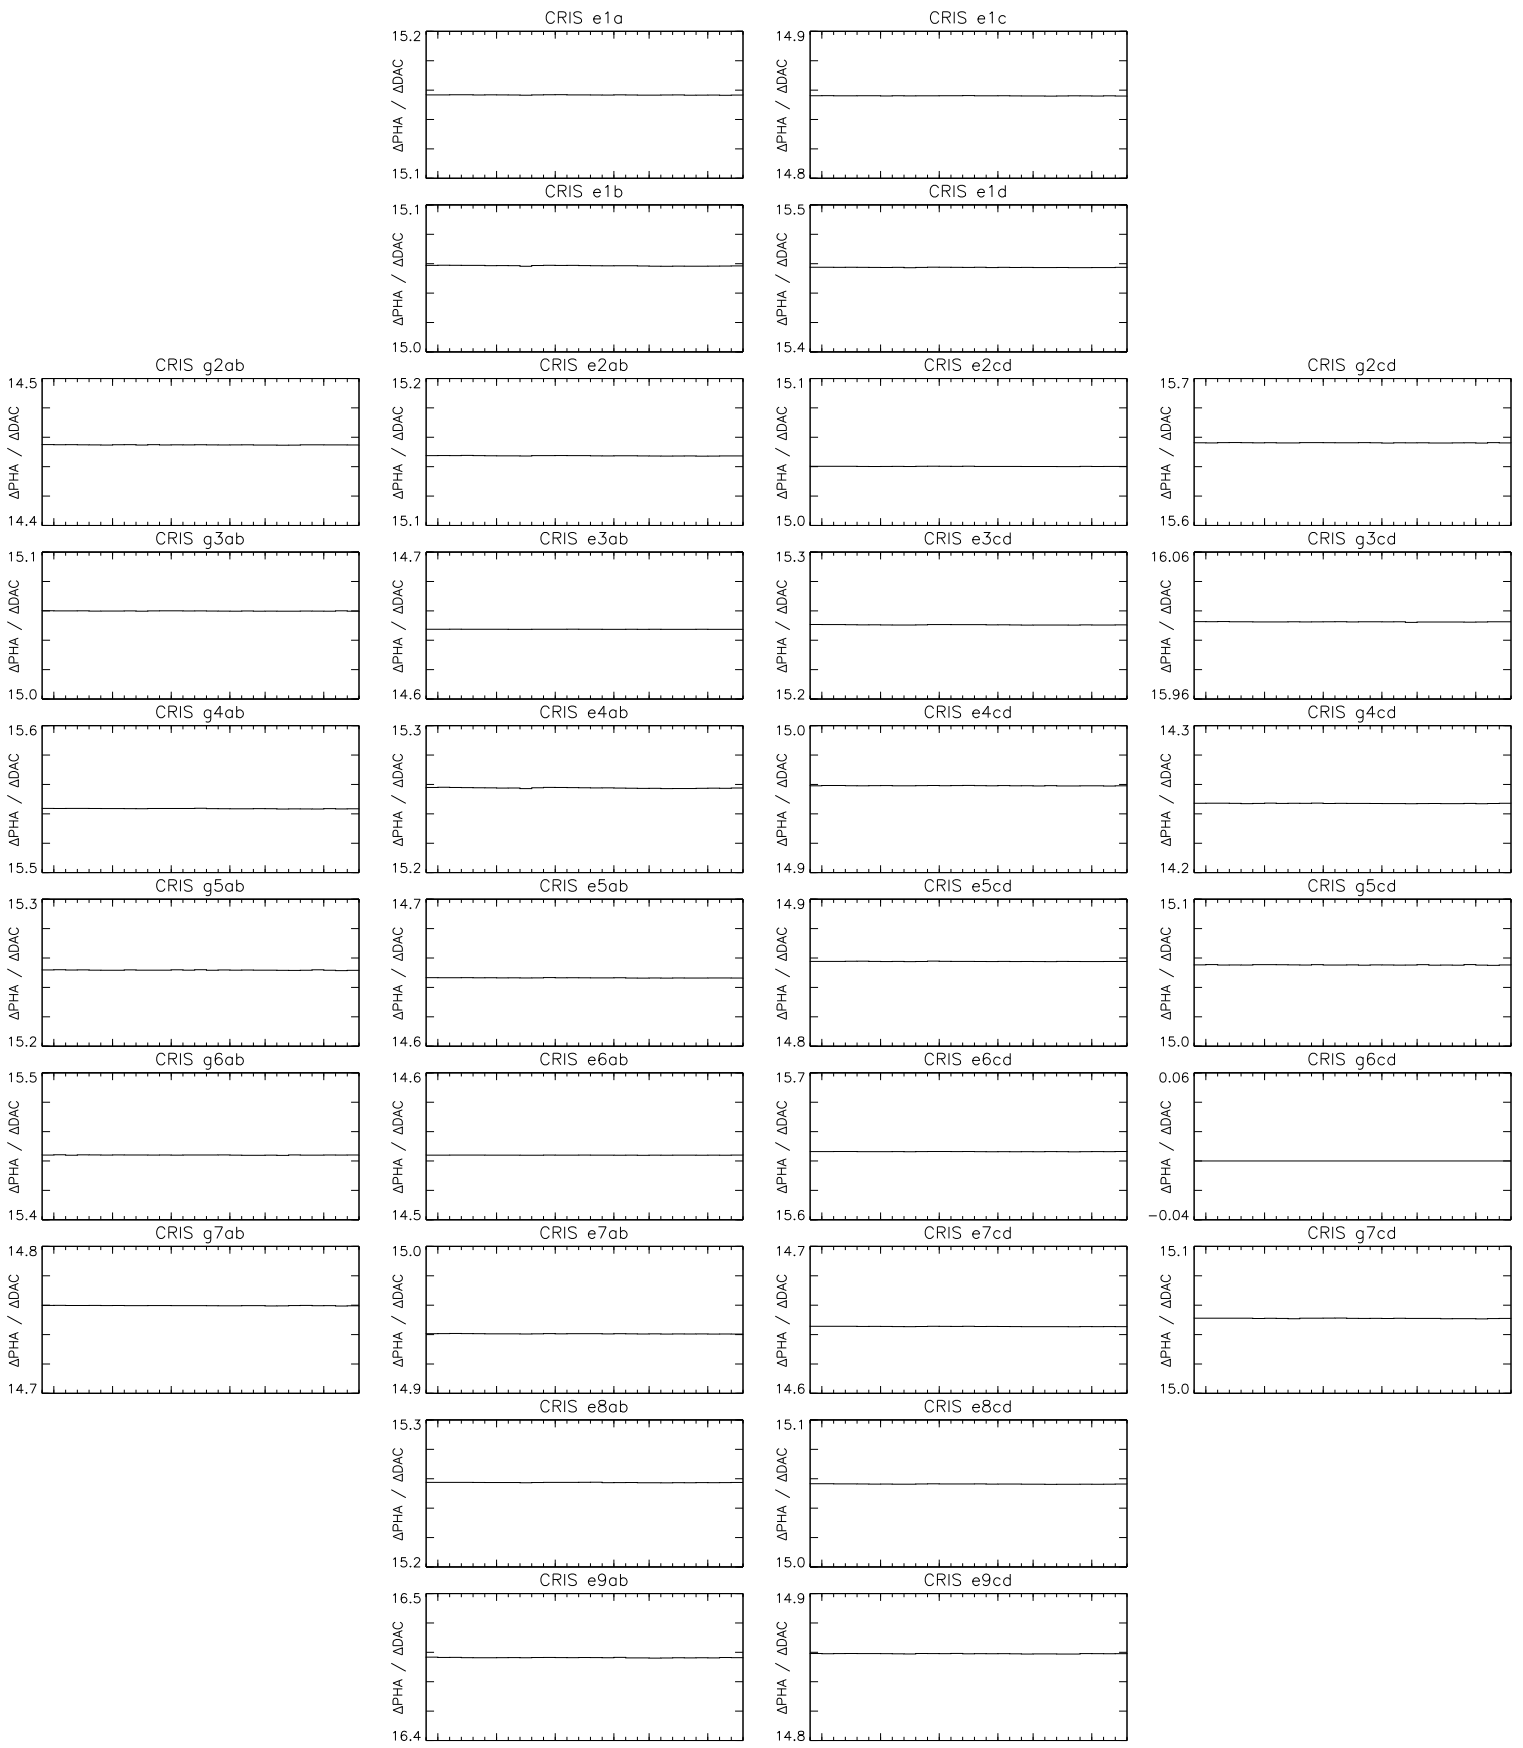 CRIS e1a
15.2
ΔPHA / ΔDAC
15.1
CRIS e1c
14.9
ΔPHA / ΔDAC
14.8
CRIS e1b
15.1
ΔPHA / ΔDAC
15.0
CRIS e1d
15.5
ΔPHA / ΔDAC
15.4
CRIS g2ab
14.5
ΔPHA / ΔDAC
14.4
CRIS e2ab
15.2
ΔPHA / ΔDAC
15.1
CRIS e2cd
15.1
ΔPHA / ΔDAC
15.0
CRIS g2cd
15.7
ΔPHA / ΔDAC
15.6
CRIS g3ab
15.1
ΔPHA / ΔDAC
15.0
CRIS e3ab
14.7
ΔPHA / ΔDAC
14.6
CRIS e3cd
15.3
ΔPHA / ΔDAC
15.2
CRIS g3cd
16.06
ΔPHA / ΔDAC
15.96
CRIS g4ab
15.6
ΔPHA / ΔDAC
15.5
CRIS e4ab
15.3
ΔPHA / ΔDAC
15.2
CRIS e4cd
15.0
ΔPHA / ΔDAC
14.9
CRIS g4cd
14.3
ΔPHA / ΔDAC
14.2
CRIS g5ab
15.3
ΔPHA / ΔDAC
15.2
CRIS e5ab
14.7
ΔPHA / ΔDAC
14.6
CRIS e5cd
14.9
ΔPHA / ΔDAC
14.8
CRIS g5cd
15.1
ΔPHA / ΔDAC
15.0
CRIS g6ab
15.5
ΔPHA / ΔDAC
15.4
CRIS e6ab
14.6
ΔPHA / ΔDAC
14.5
CRIS e6cd
15.7
ΔPHA / ΔDAC
15.6
CRIS g6cd
0.06
ΔPHA / ΔDAC
−0.04
CRIS g7ab
14.8
ΔPHA / ΔDAC
14.7
CRIS e7ab
15.0
ΔPHA / ΔDAC
14.9
CRIS e7cd
14.7
ΔPHA / ΔDAC
14.6
CRIS g7cd
15.1
ΔPHA / ΔDAC
15.0
CRIS e8ab
15.3
ΔPHA / ΔDAC
15.2
CRIS e8cd
15.1
ΔPHA / ΔDAC
15.0
CRIS e9ab
16.5
ΔPHA / ΔDAC
16.4
CRIS e9cd
14.9
ΔPHA / ΔDAC
14.8